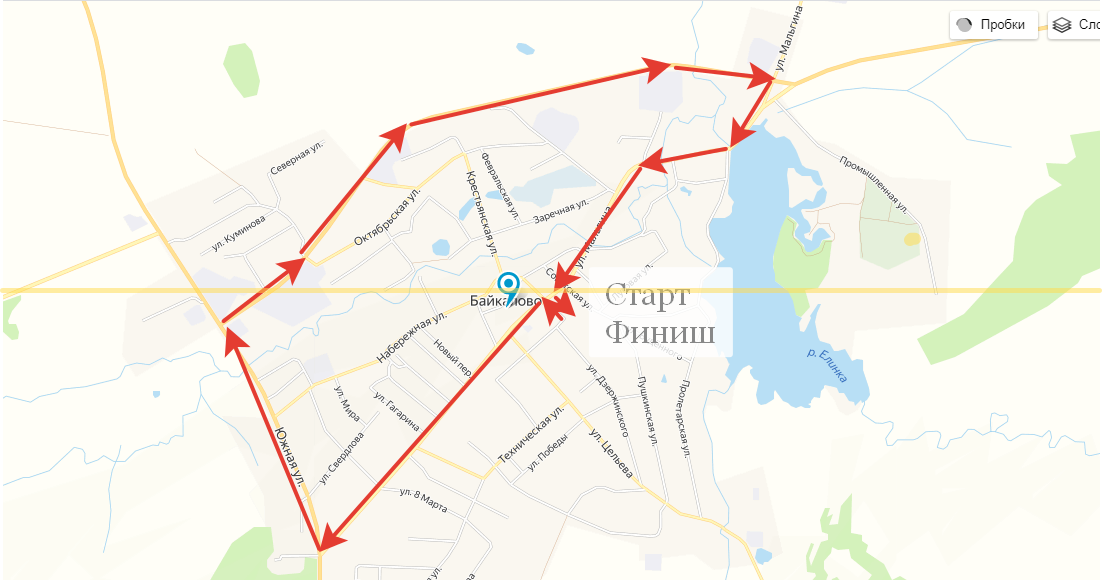 Пробки
Сло
ул. Мальгина
Северная ул.
Февральская ул.
Крестьянская ул.
Промышленная ул.
Октябрьская ул.
Заречная ул.
ул. Куминова
ул. Мальгина
Байкалово
Старт
Финиш
Набережная ул.
Новый пер.
р. Елинка
ул. Мира
ул. Гагарина
ул. Дзержинского
Пушкинская ул.
Пролетарская ул.
Южная ул.
ул. Свердлова
Техническая ул.
ул. Победы
ул. Цельева
ул. 8 Марта
ул.